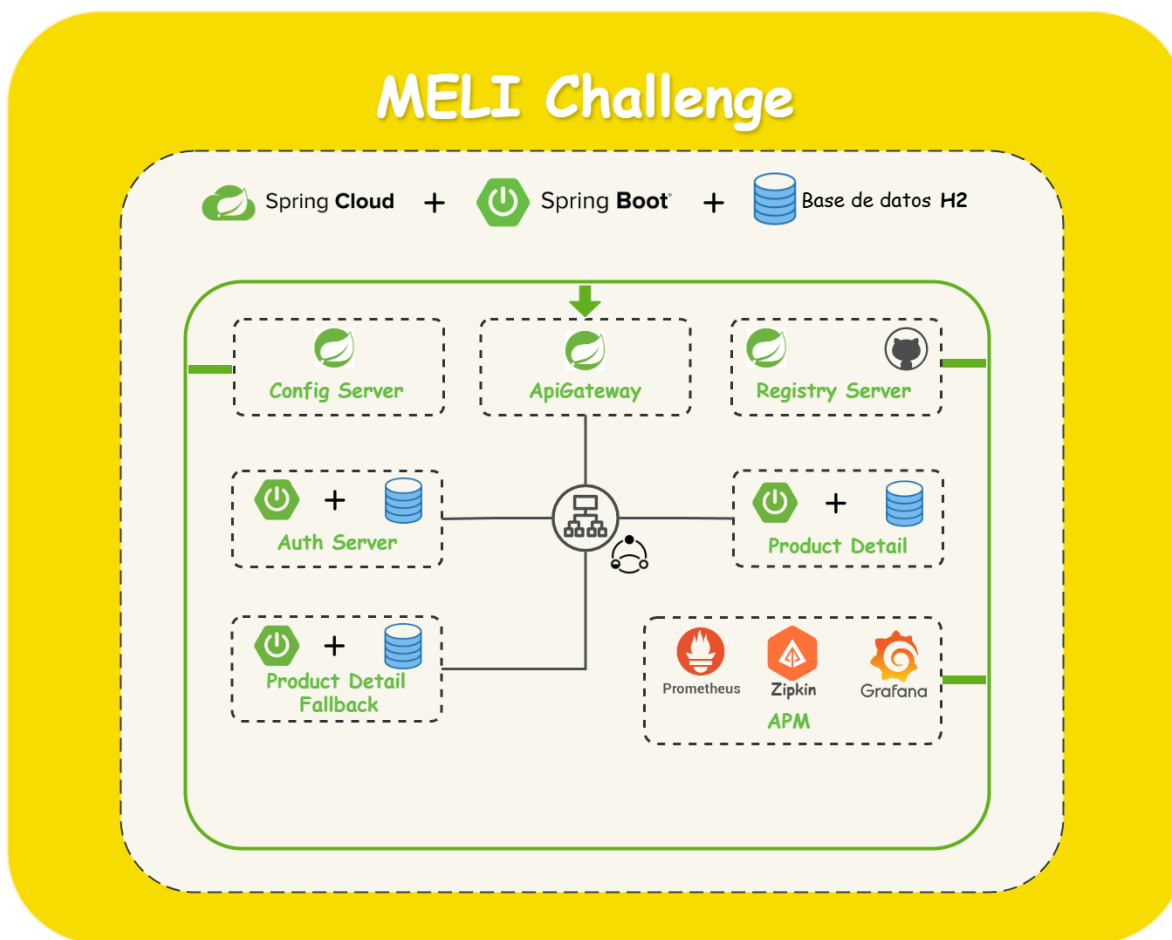 MELI Challenge
Spring Cloud + Spring Boot + Base de datos H2
Config Server
ApiGateway
Registry Server
+
Auth Server
+
Product Detail
+
Product Detail
Fallback
Prometheus
Zipkin
Grafana
APM